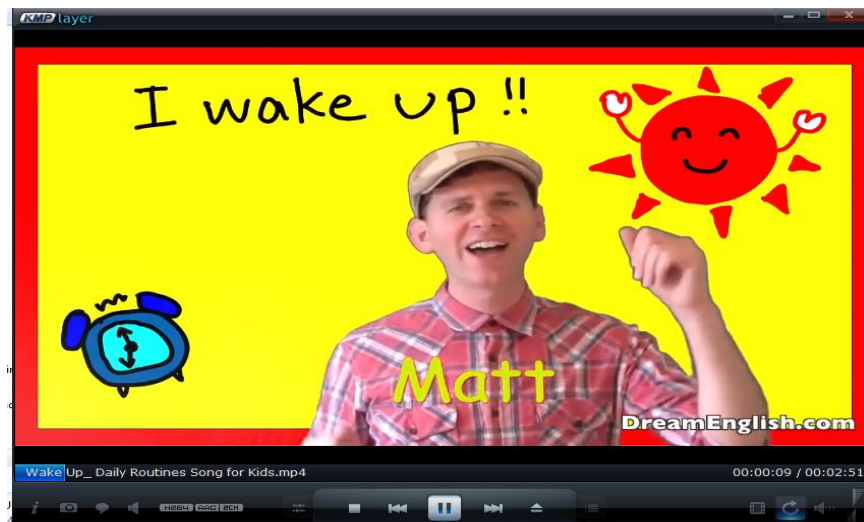 KMPlayer
I wake up!!
Matt
DreamEnglish.com
Wake Up_ Daily Routines Song for Kids.mp4
00:00:09 / 00:02:51
H264 AAC 2CH